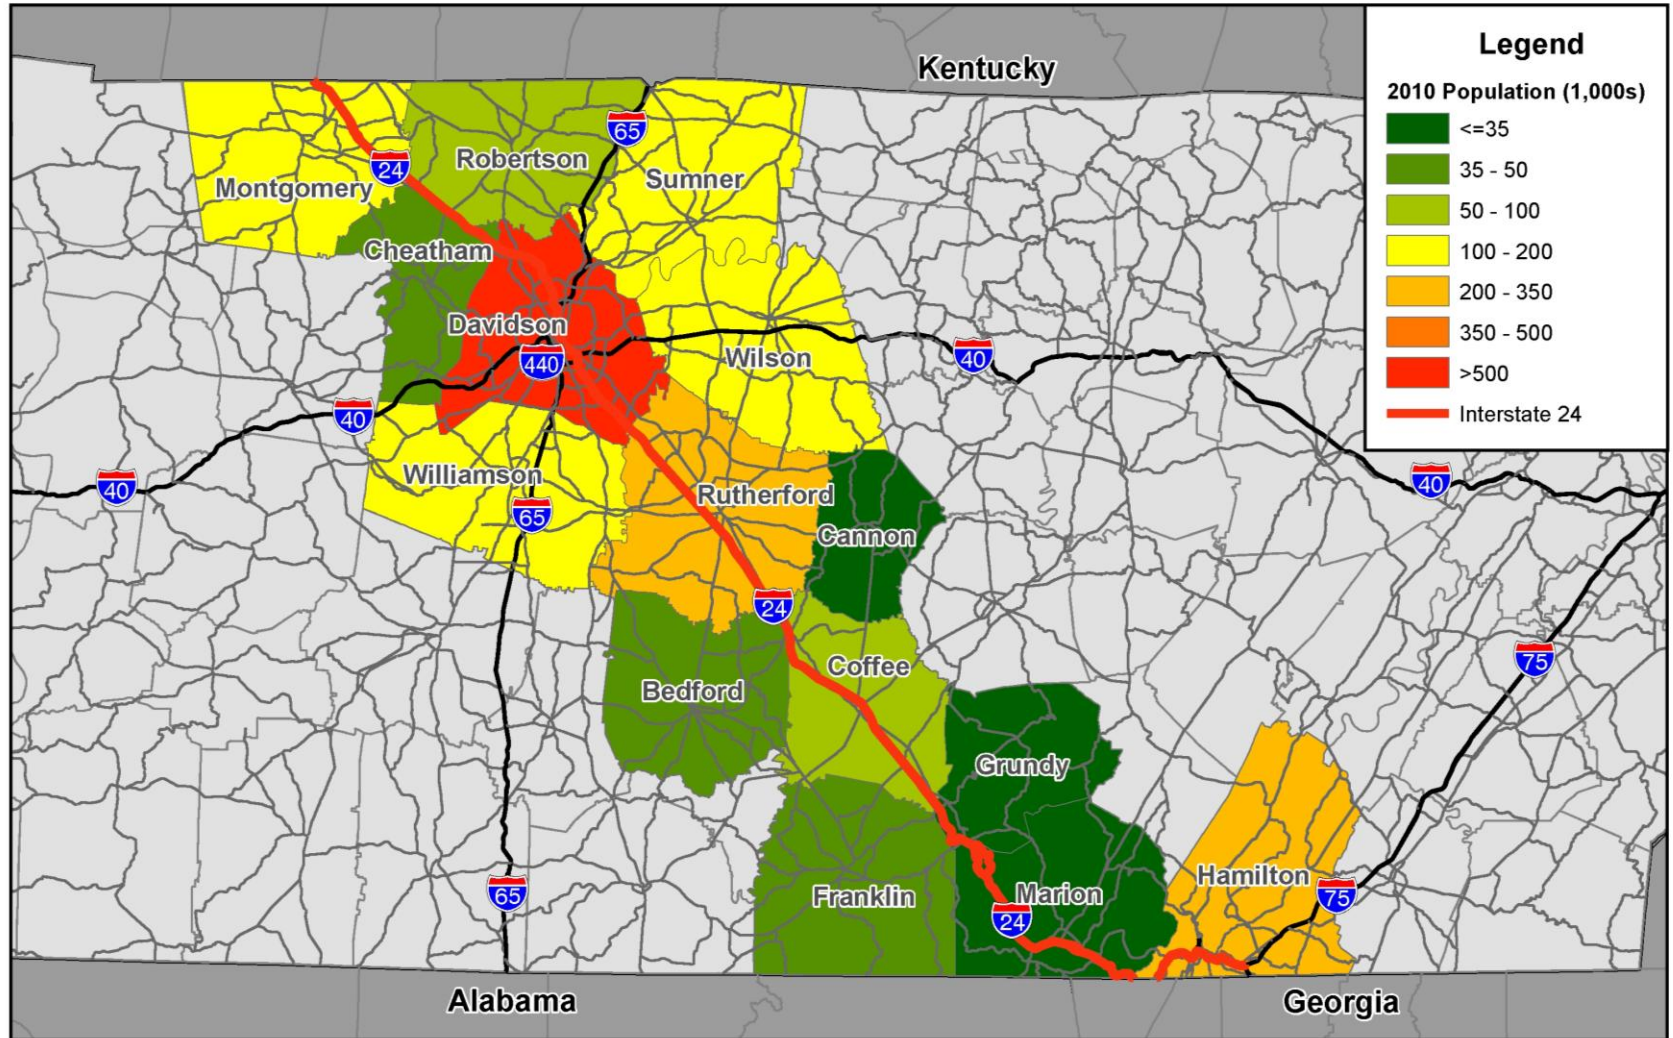 Kentucky
Legend
2010 Population (1,000s)
<=35
35 - 50
50 - 100
100 - 200
200 - 350
350 - 500
>500
Interstate 24
65
24
Robertson
Sumner
Montgomery
Cheatham
Davidson
440
Wilson
40
40
Williamson
40
40
Rutherford
65
Cannon
24
Coffee
75
Bedford
Grundy
Hamilton
Franklin
Marion
65
75
24
Alabama
Georgia